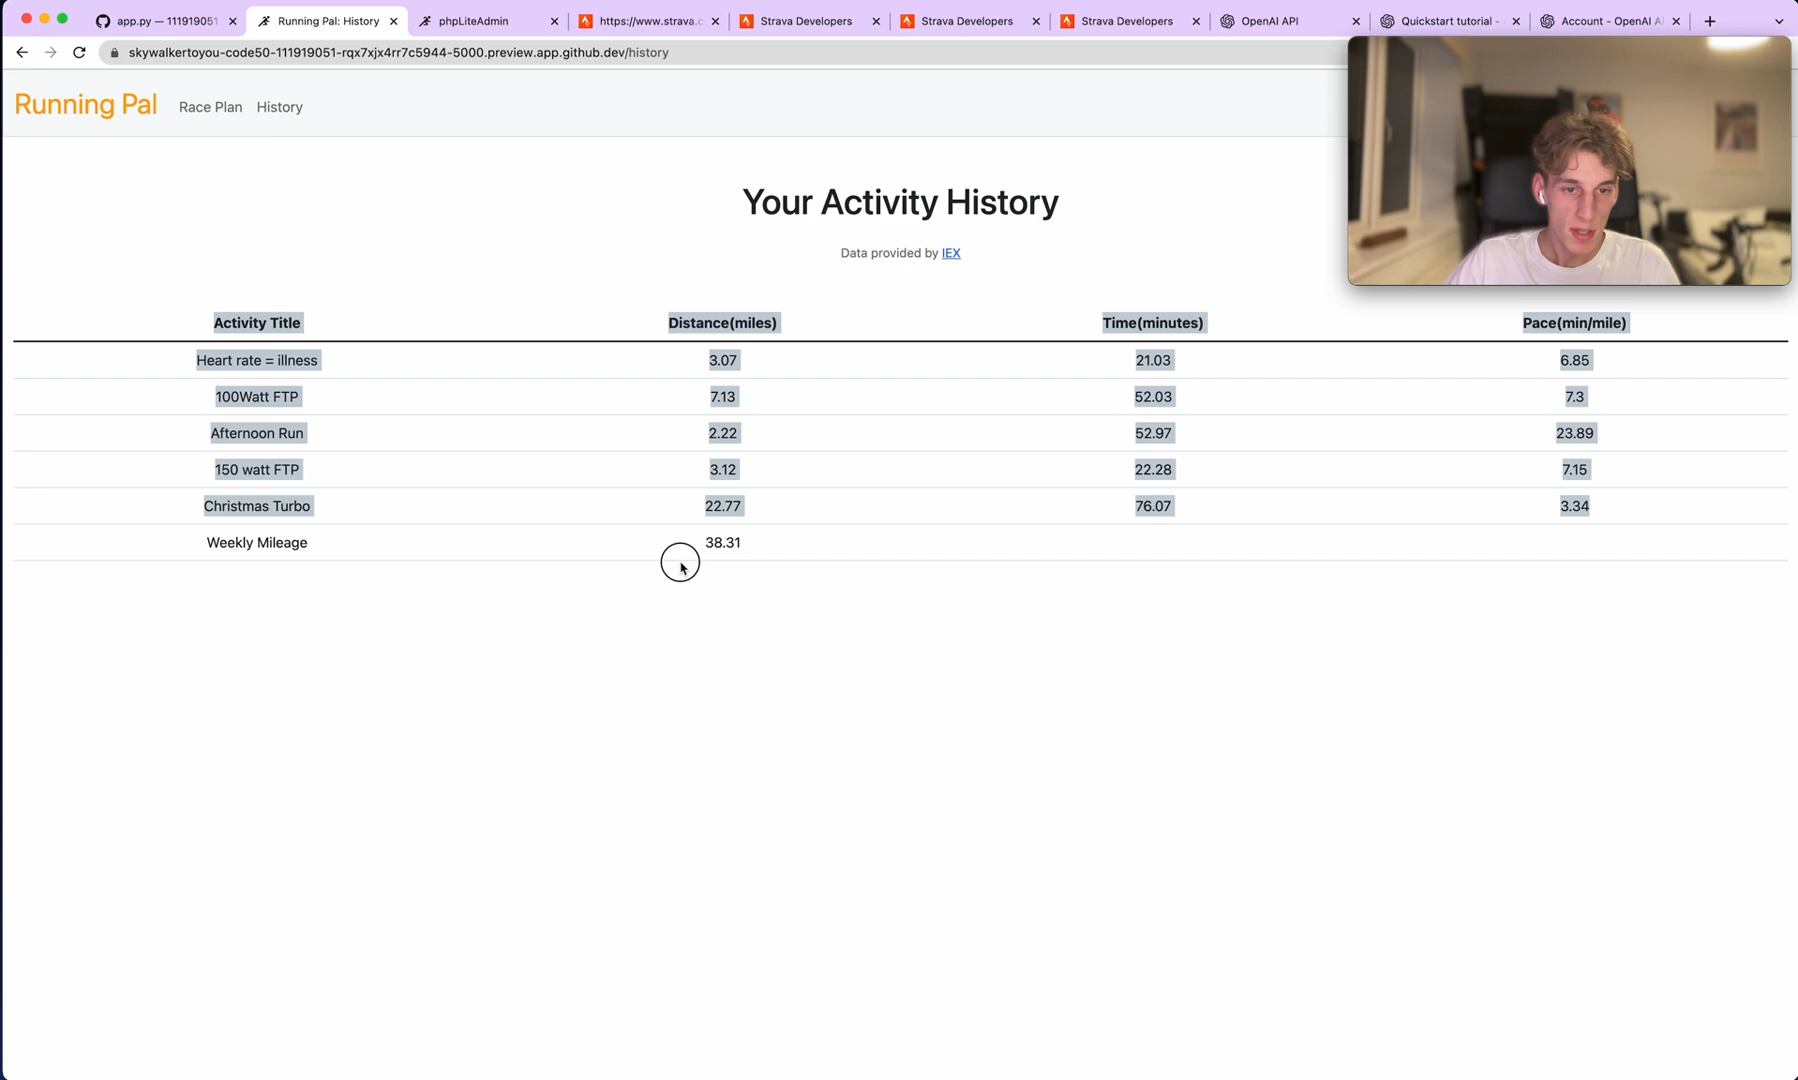 app.py — 111919051
Running Pal: History
phpLiteAdmin
https://www.strava.c
Strava Developers
Strava Developers
Strava Developers
OpenAI API
Quickstart tutorial -
Account - OpenAI A
skywalkertoyou-code50-111919051-rqx7xjx4rr7c5944-5000.preview.app.github.dev/history
Running Pal Race Plan History
Your Activity History
Data provided by IEX
Activity Title Distance(miles) Time(minutes) Pace(min/mile)
Heart rate = illness 3.07 21.03 6.85
100Watt FTP 7.13 52.03 7.3
Afternoon Run 2.22 52.97 23.89
150 watt FTP 3.12 22.28 7.15
Christmas Turbo 22.77 76.07 3.34
Weekly Mileage 38.31